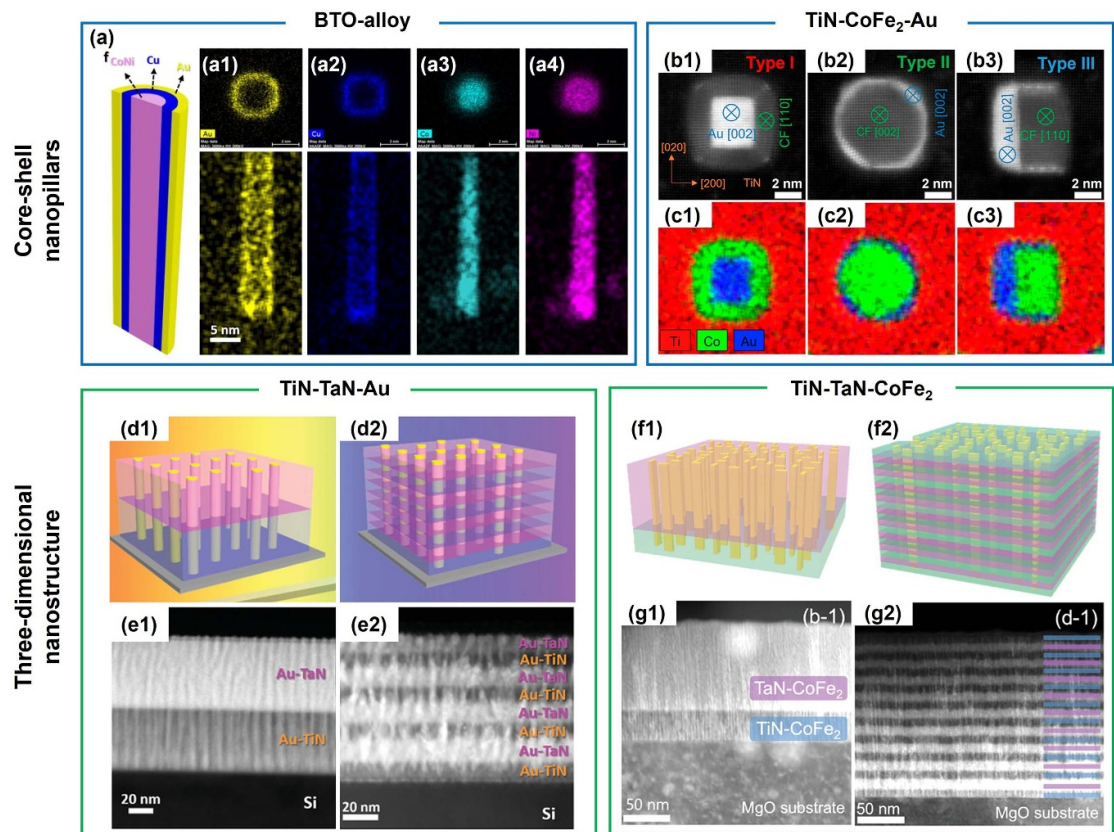 BTO-alloy
TiN-CoFe₂-Au
Core-shell
nanopillars
(a)
f
CoNi
Cu
Au
(a1)
(a2)
(a3)
(a4)
Au
Cu
Co
Ni
5 nm
(b1)
Type I
Au [002]
CF [110]
[020]
[200]
TiN
2 nm
(b2)
Type II
CF [002]
Au [002]
2 nm
(b3)
Type III
Au [002]
CF [110]
2 nm
(c1)
(c2)
(c3)
Ti
Co
Au
TiN-TaN-Au
TiN-TaN-CoFe₂
Three-dimensional
nanostructure
(d1)
(d2)
(f1)
(f2)
(e1)
Au-TaN
Au-TiN
20 nm
Si
(e2)
Au-TaN
Au-TiN
Au-TaN
Au-TiN
Au-TaN
Au-TiN
Au-TaN
Au-TiN
20 nm
Si
(g1)
(b-1)
TaN-CoFe₂
TiN-CoFe₂
50 nm
MgO substrate
(g2)
(d-1)
50 nm
MgO substrate